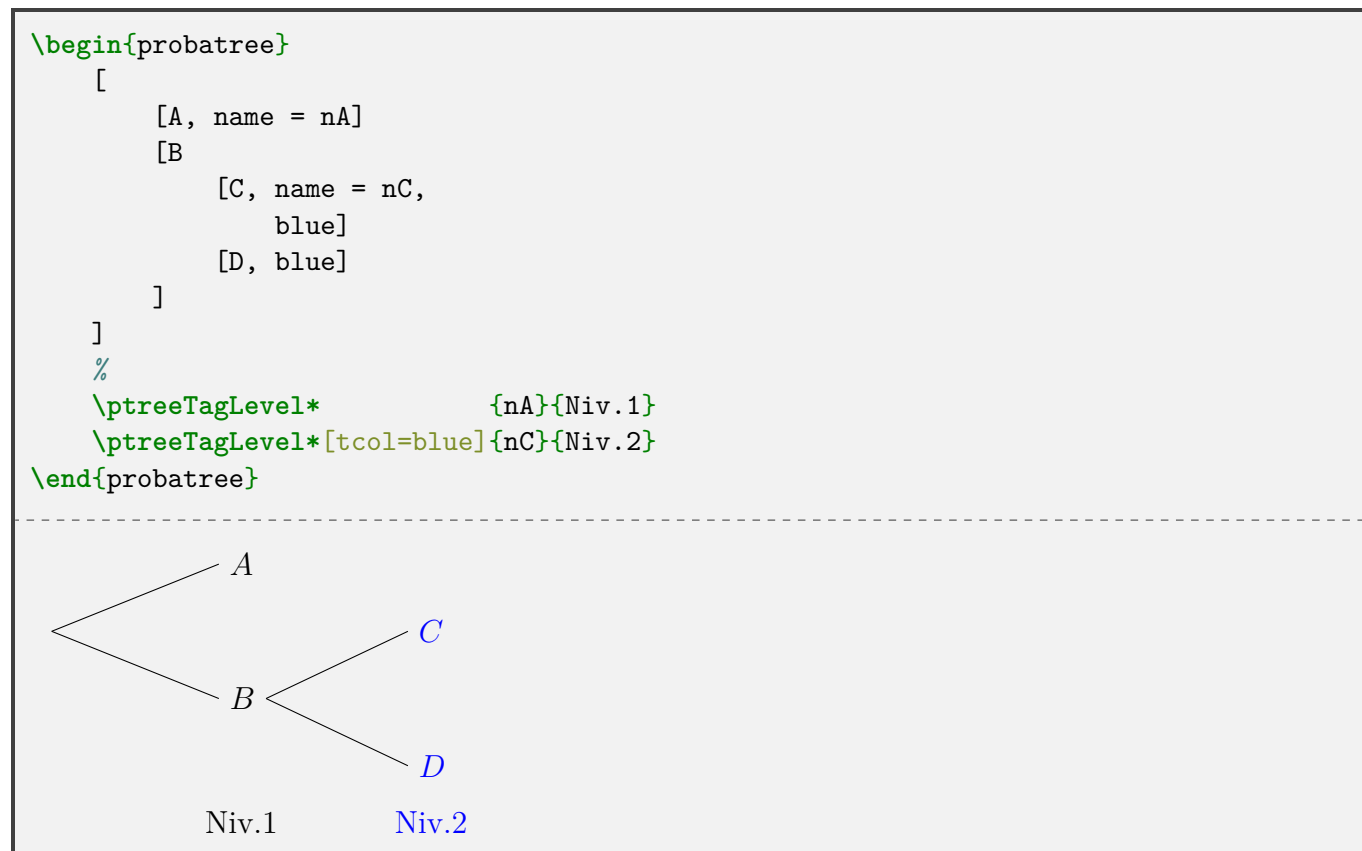 \begin{probatree}
    [
        [A, name = nA]
        [B
            [C, name = nC,
                blue]
            [D, blue]
        ]
    ]
    %
    \ptreeTagLevel*           {nA}{Niv.1}
    \ptreeTagLevel*[tcol=blue]{nC}{Niv.2}
\end{probatree}
A
C
B
D
Niv.1 Niv.2